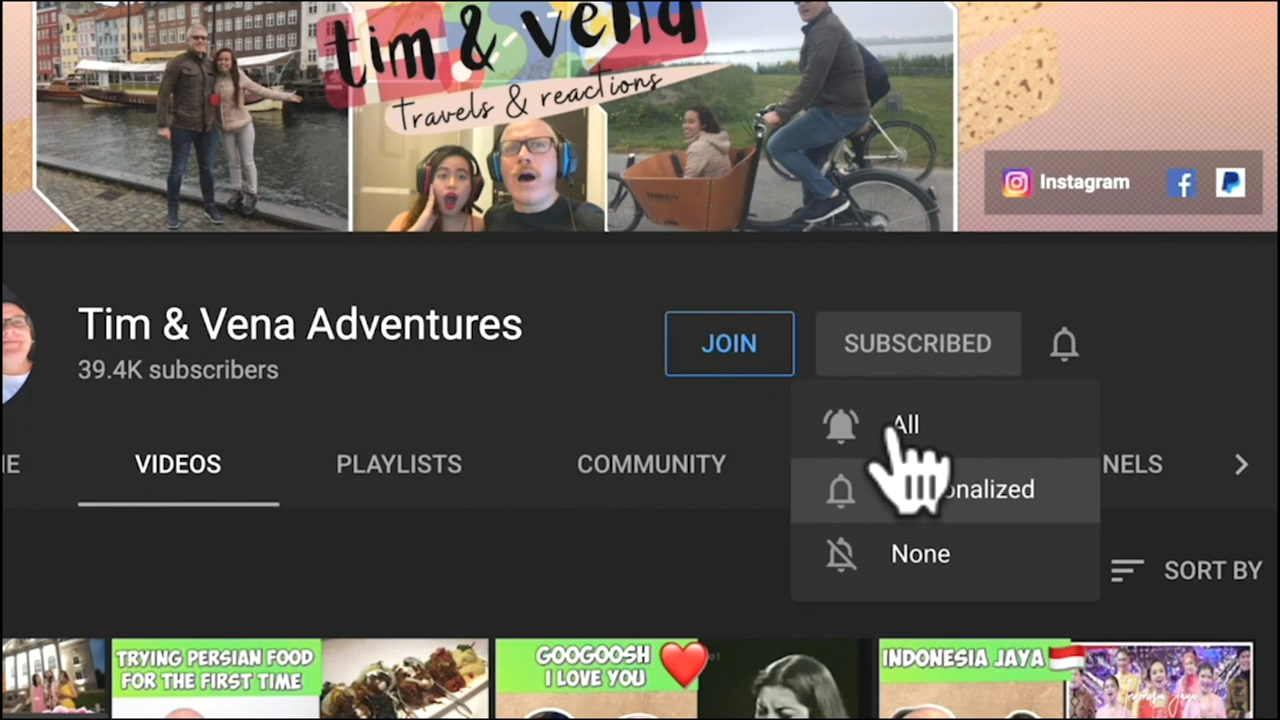 tim & vena
Travels & reactions
Instagram
Tim & Vena Adventures
39.4K subscribers
JOIN
SUBSCRIBED
All
VIDEOS
PLAYLISTS
COMMUNITY
NELS
onalized
None
SORT BY
TRYING PERSIAN FOOD
FOR THE FIRST TIME
GOOGOOSH
I LOVE YOU
INDONESIA JAYA